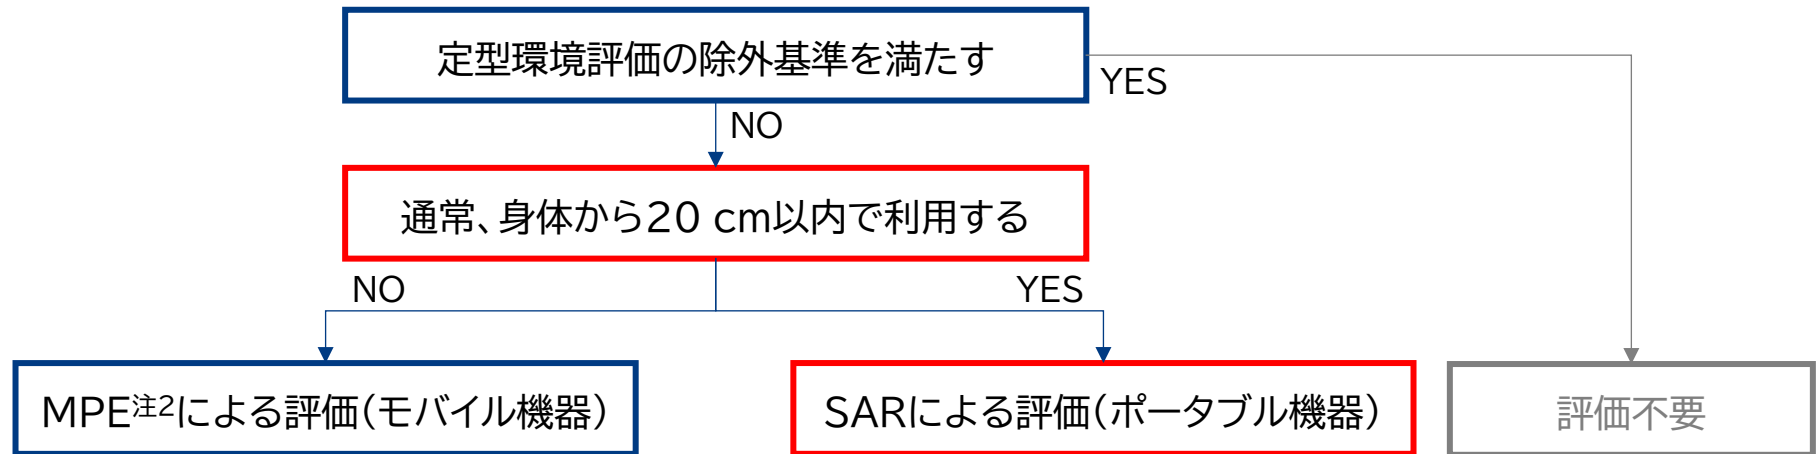 定型環境評価の除外基準を満たす
YES
NO
通常、身体から20 cm以内で利用する
NO
YES
MPE注2による評価(モバイル機器)
SARによる評価(ポータブル機器)
評価不要